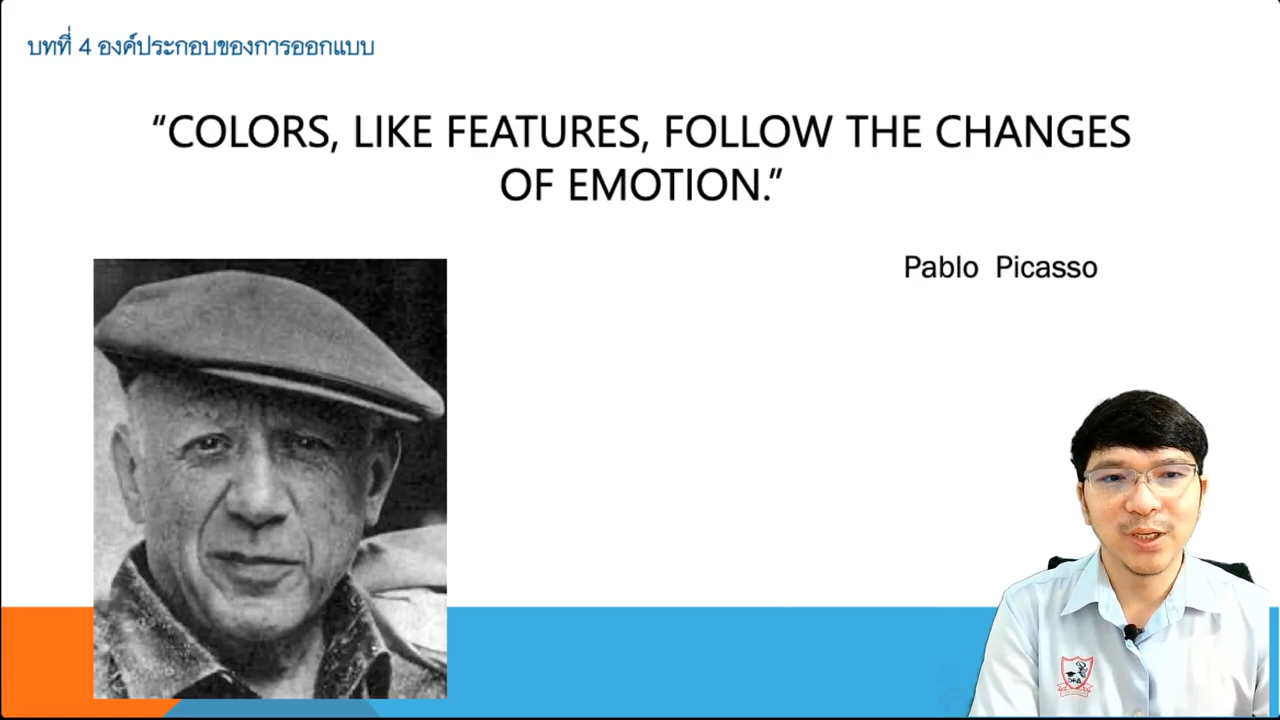 บทที่ 4 องค์ประกอบของการออกแบบ
“COLORS, LIKE FEATURES, FOLLOW THE CHANGES
OF EMOTION.”
Pablo Picasso